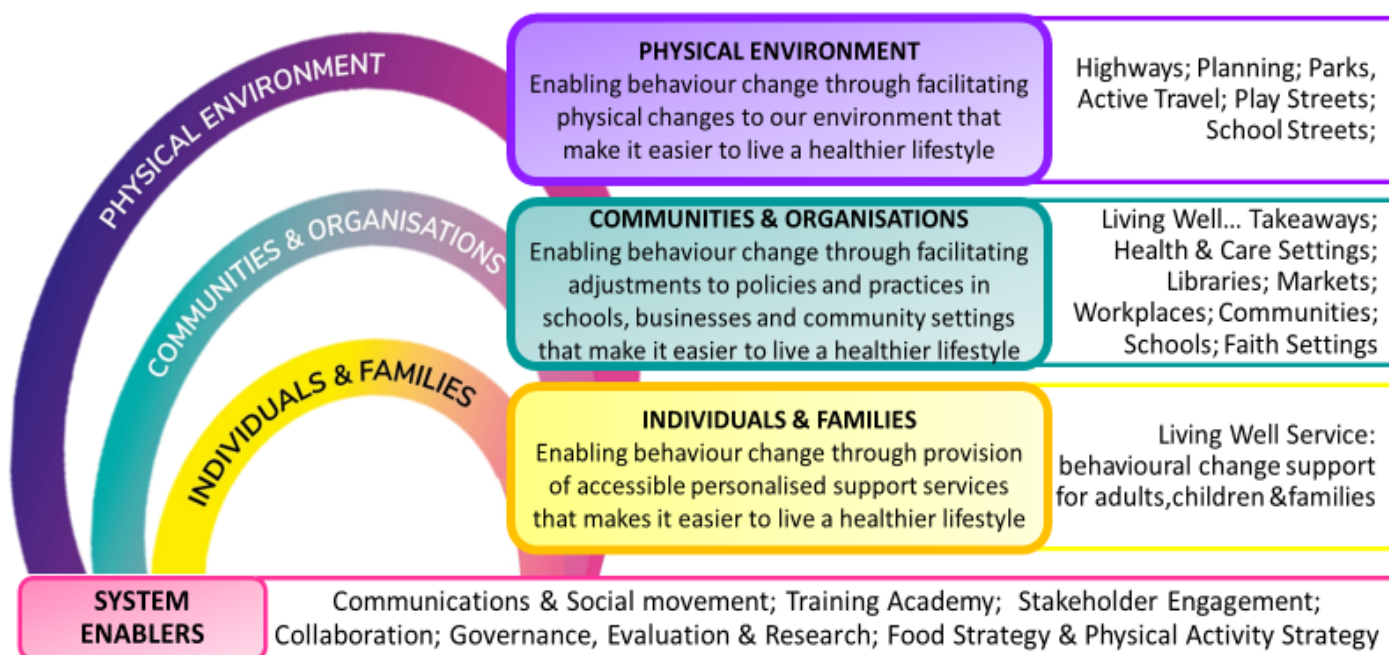 PHYSICAL ENVIRONMENT
COMMUNITIES & ORGANISATIONS
INDIVIDUALS & FAMILIES
PHYSICAL ENVIRONMENT
Enabling behaviour change through facilitating
physical changes to our environment that
make it easier to live a healthier lifestyle
Highways; Planning; Parks,
Active Travel; Play Streets;
School Streets;
COMMUNITIES & ORGANISATIONS
Enabling behaviour change through facilitating
adjustments to policies and practices in
schools, businesses and community settings
that make it easier to live a healthier lifestyle
Living Well... Takeaways;
Health & Care Settings;
Libraries; Markets;
Workplaces; Communities;
Schools; Faith Settings
INDIVIDUALS & FAMILIES
Enabling behaviour change through provision
of accessible personalised support services
that makes it easier to live a healthier lifestyle
Living Well Service:
behavioural change support
for adults,children &families
SYSTEM
ENABLERS
Communications & Social movement; Training Academy; Stakeholder Engagement;
Collaboration; Governance, Evaluation & Research; Food Strategy & Physical Activity Strategy